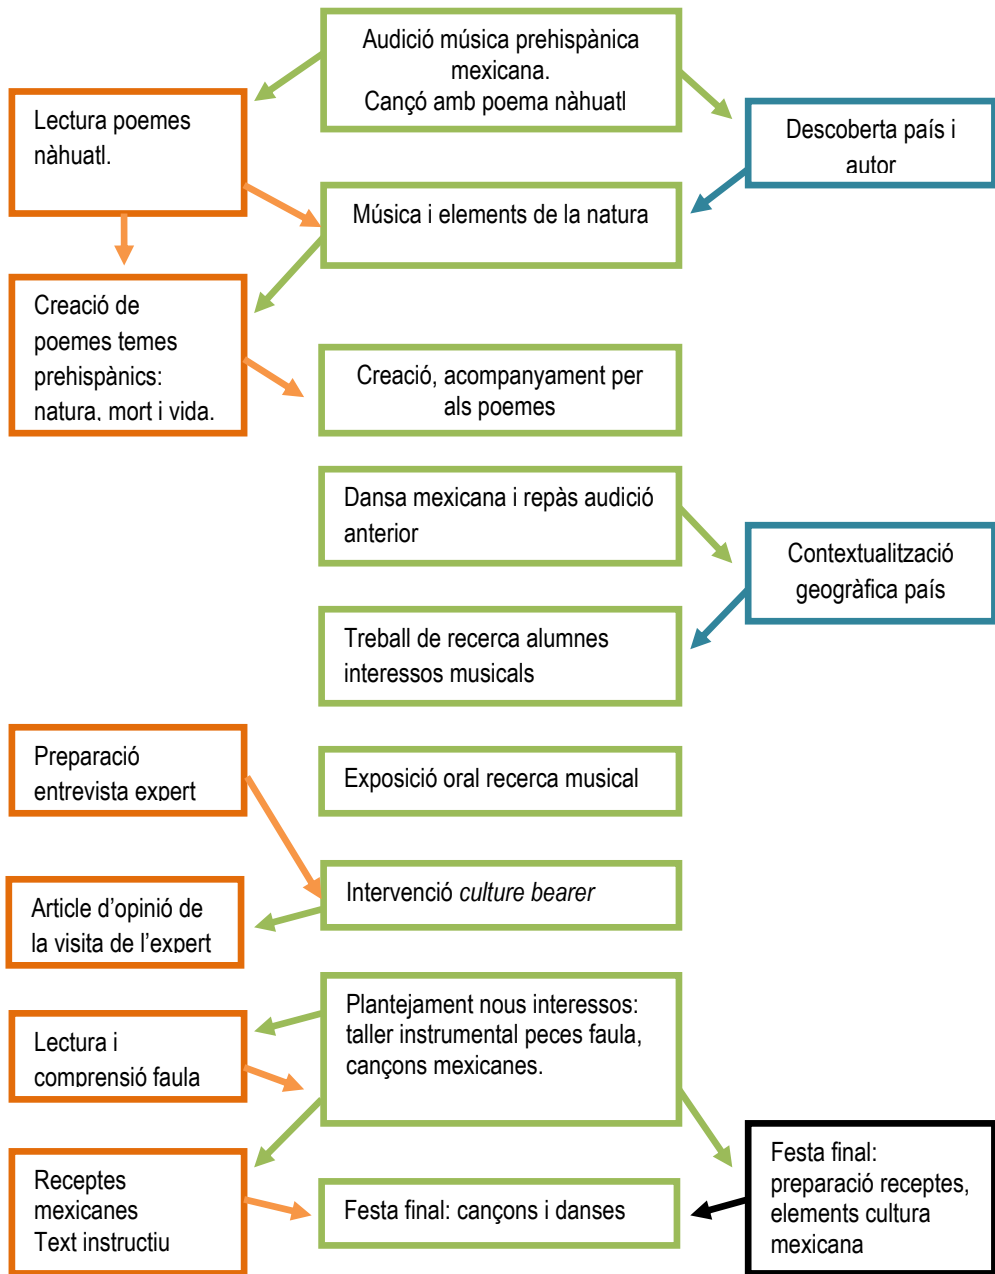 Audició música prehispànica
mexicana.
Cançó amb poema nàhuatl
Lectura poemes
nàhuatl.
Descoberta país i
autor
Música i elements de la natura
Creació de
poemes temes
prehispànics:
natura, mort i vida.
Creació, acompanyament per
als poemes
Dansa mexicana i repàs audició
anterior
Contextualització
geogràfica país
Treball de recerca alumnes
interessos musicals
Preparació
entrevista expert
Exposició oral recerca musical
Intervenció culture bearer
Article d’opinió de
la visita de l’expert
Plantejament nous interessos:
taller instrumental peces faula,
cançons mexicanes.
Lectura i
comprensió faula
Receptes
mexicanes
Text instructiu
Festa final: cançons i danses
Festa final:
preparació receptes,
elements cultura
mexicana